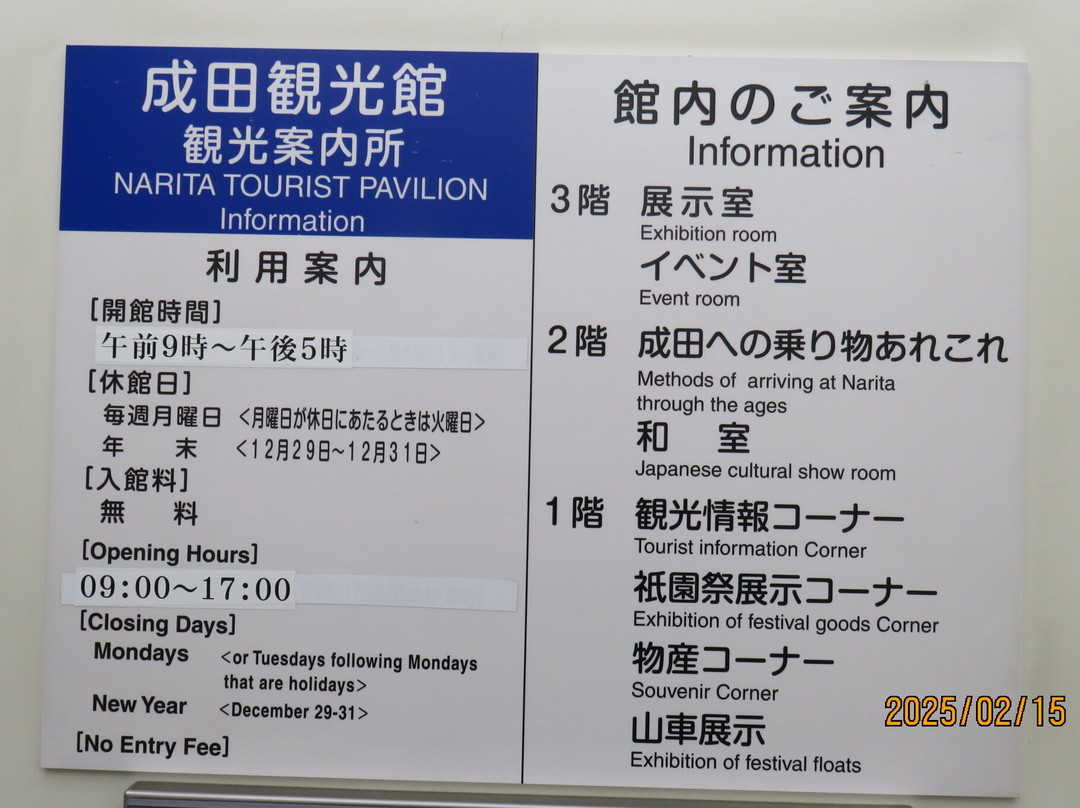 成田観光館
観光案内所
NARITA TOURIST PAVILION
Information
利用案内
[開館時間]
午前9時〜午後5時
[休館日]
毎週月曜日 <月曜日が休日にあたるときは火曜日>
年 末 <12月29日~12月31日>
[入館料]
無 料
[Opening Hours]
09:00〜17:00
[Closing Days]
Mondays <or Tuesdays following Mondays
that are holidays>
New Year <December 29-31>
[No Entry Fee]
館内のご案内
Information
3階 展示室
Exhibition room
イベント室
Event room
2階 成田への乗り物あれこれ
Methods of arriving at Narita
through the ages
和 室
Japanese cultural show room
1階 観光情報コーナー
Tourist information Corner
祇園祭展示コーナー
Exhibition of festival goods Corner
物産コーナー
Souvenir Corner
山車展示
Exhibition of festival floats
2025/02/15